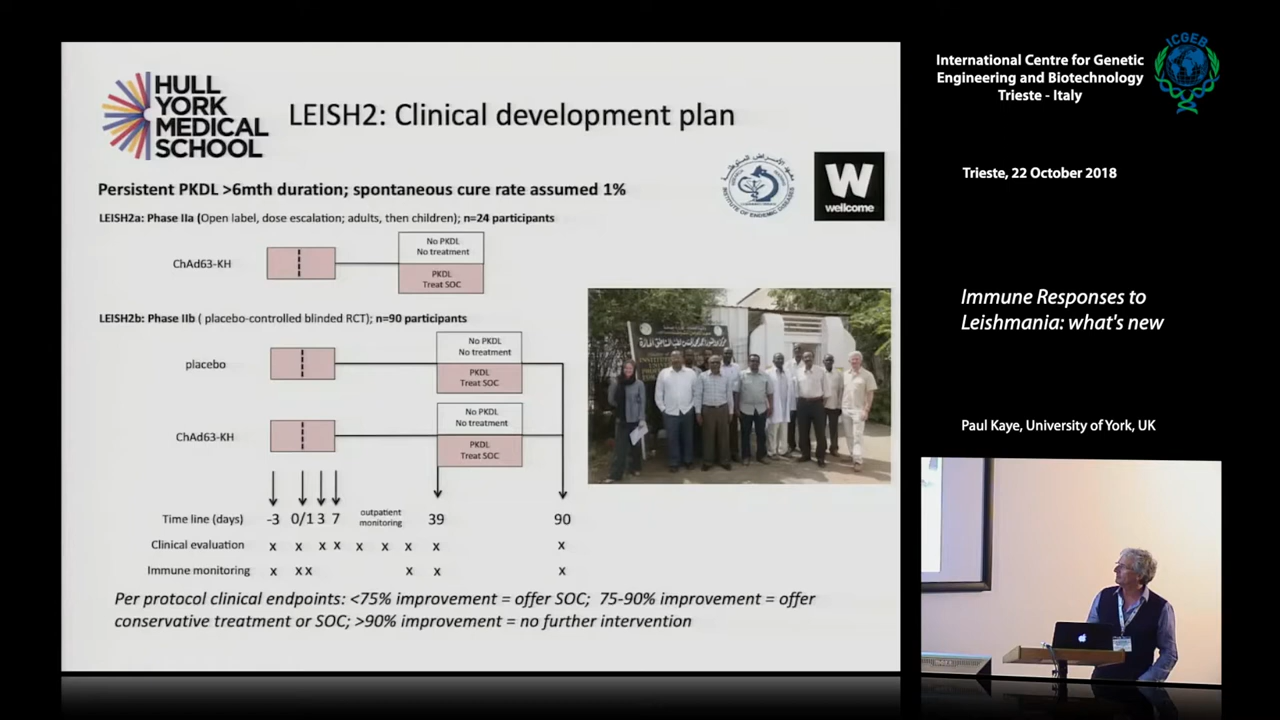 HULL
YORK
MEDICAL
SCHOOL
LEISH2: Clinical development plan
wellcome
Persistent PKDL >6mth duration; spontaneous cure rate assumed 1%
LEISH2a: Phase IIa (Open label, dose escalation; adults, then children); n=24 participants
ChAd63-KH
No PKDL
No treatment
PKDL
Treat SOC
LEISH2b: Phase IIb ( placebo-controlled blinded RCT); n=90 participants
placebo
No PKDL
No treatment
PKDL
Treat SOC
ChAd63-KH
No PKDL
No treatment
PKDL
Treat SOC
Time line (days) -3 0/1 3 7 outpatient monitoring 39 90
Clinical evaluation x x x x x x x x x
Immune monitoring x x x x x x
Per protocol clinical endpoints: <75% improvement = offer SOC; 75-90% improvement = offer
conservative treatment or SOC; >90% improvement = no further intervention
ICGEB
International Centre for Genetic
Engineering and Biotechnology
Trieste - Italy
Trieste, 22 October 2018
Immune Responses to
Leishmania: what's new
Paul Kaye, University of York, UK